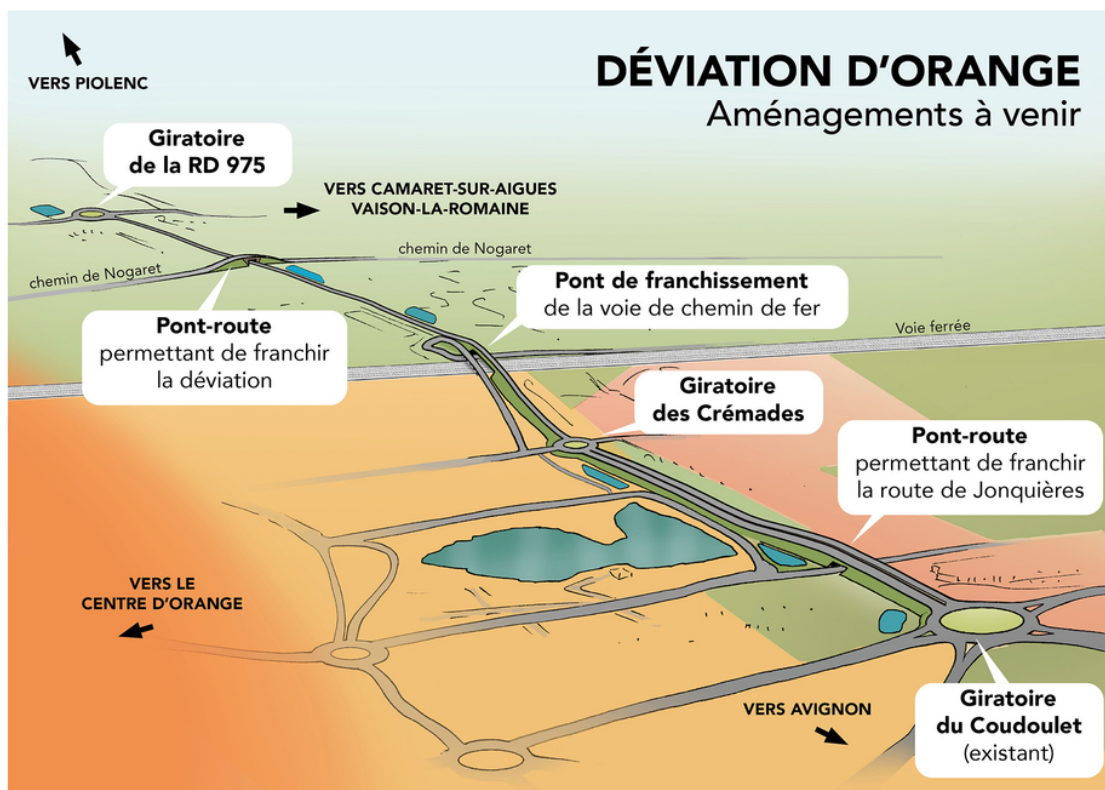 DÉVIATION D'ORANGE
Aménagements à venir
VERS PIOLENC
Giratoire
de la RD 975
VERS CAMARET-SUR-AIGUES
VAISON-LA-ROMAINE
chemin de Nogaret
chemin de Nogaret
Pont de franchissement
de la voie de chemin de fer
Pont-route
permettant de franchir
la déviation
Voie ferrée
Giratoire
des Crémades
Pont-route
permettant de franchir
la route de Jonquières
VERS LE
CENTRE D'ORANGE
VERS AVIGNON
Giratoire
du Coudoulet
(existant)